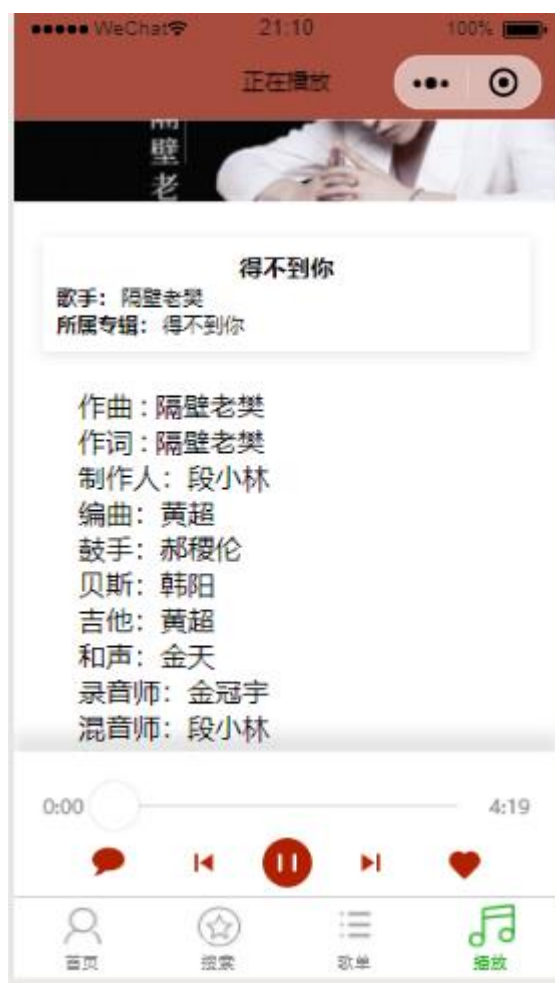 WeChat 21:10 100%
正在播放
隔
壁
老
得不到你
歌手：隔壁老樊
所属专辑：得不到你
作曲 : 隔壁老樊
作词 : 隔壁老樊
制作人：段小林
编曲：黄超
鼓手：郝稷伦
贝斯：韩阳
吉他：黄超
和声：金天
录音师：金冠宇
混音师：段小林
0:00 4:19
首页 搜索 歌单 播放